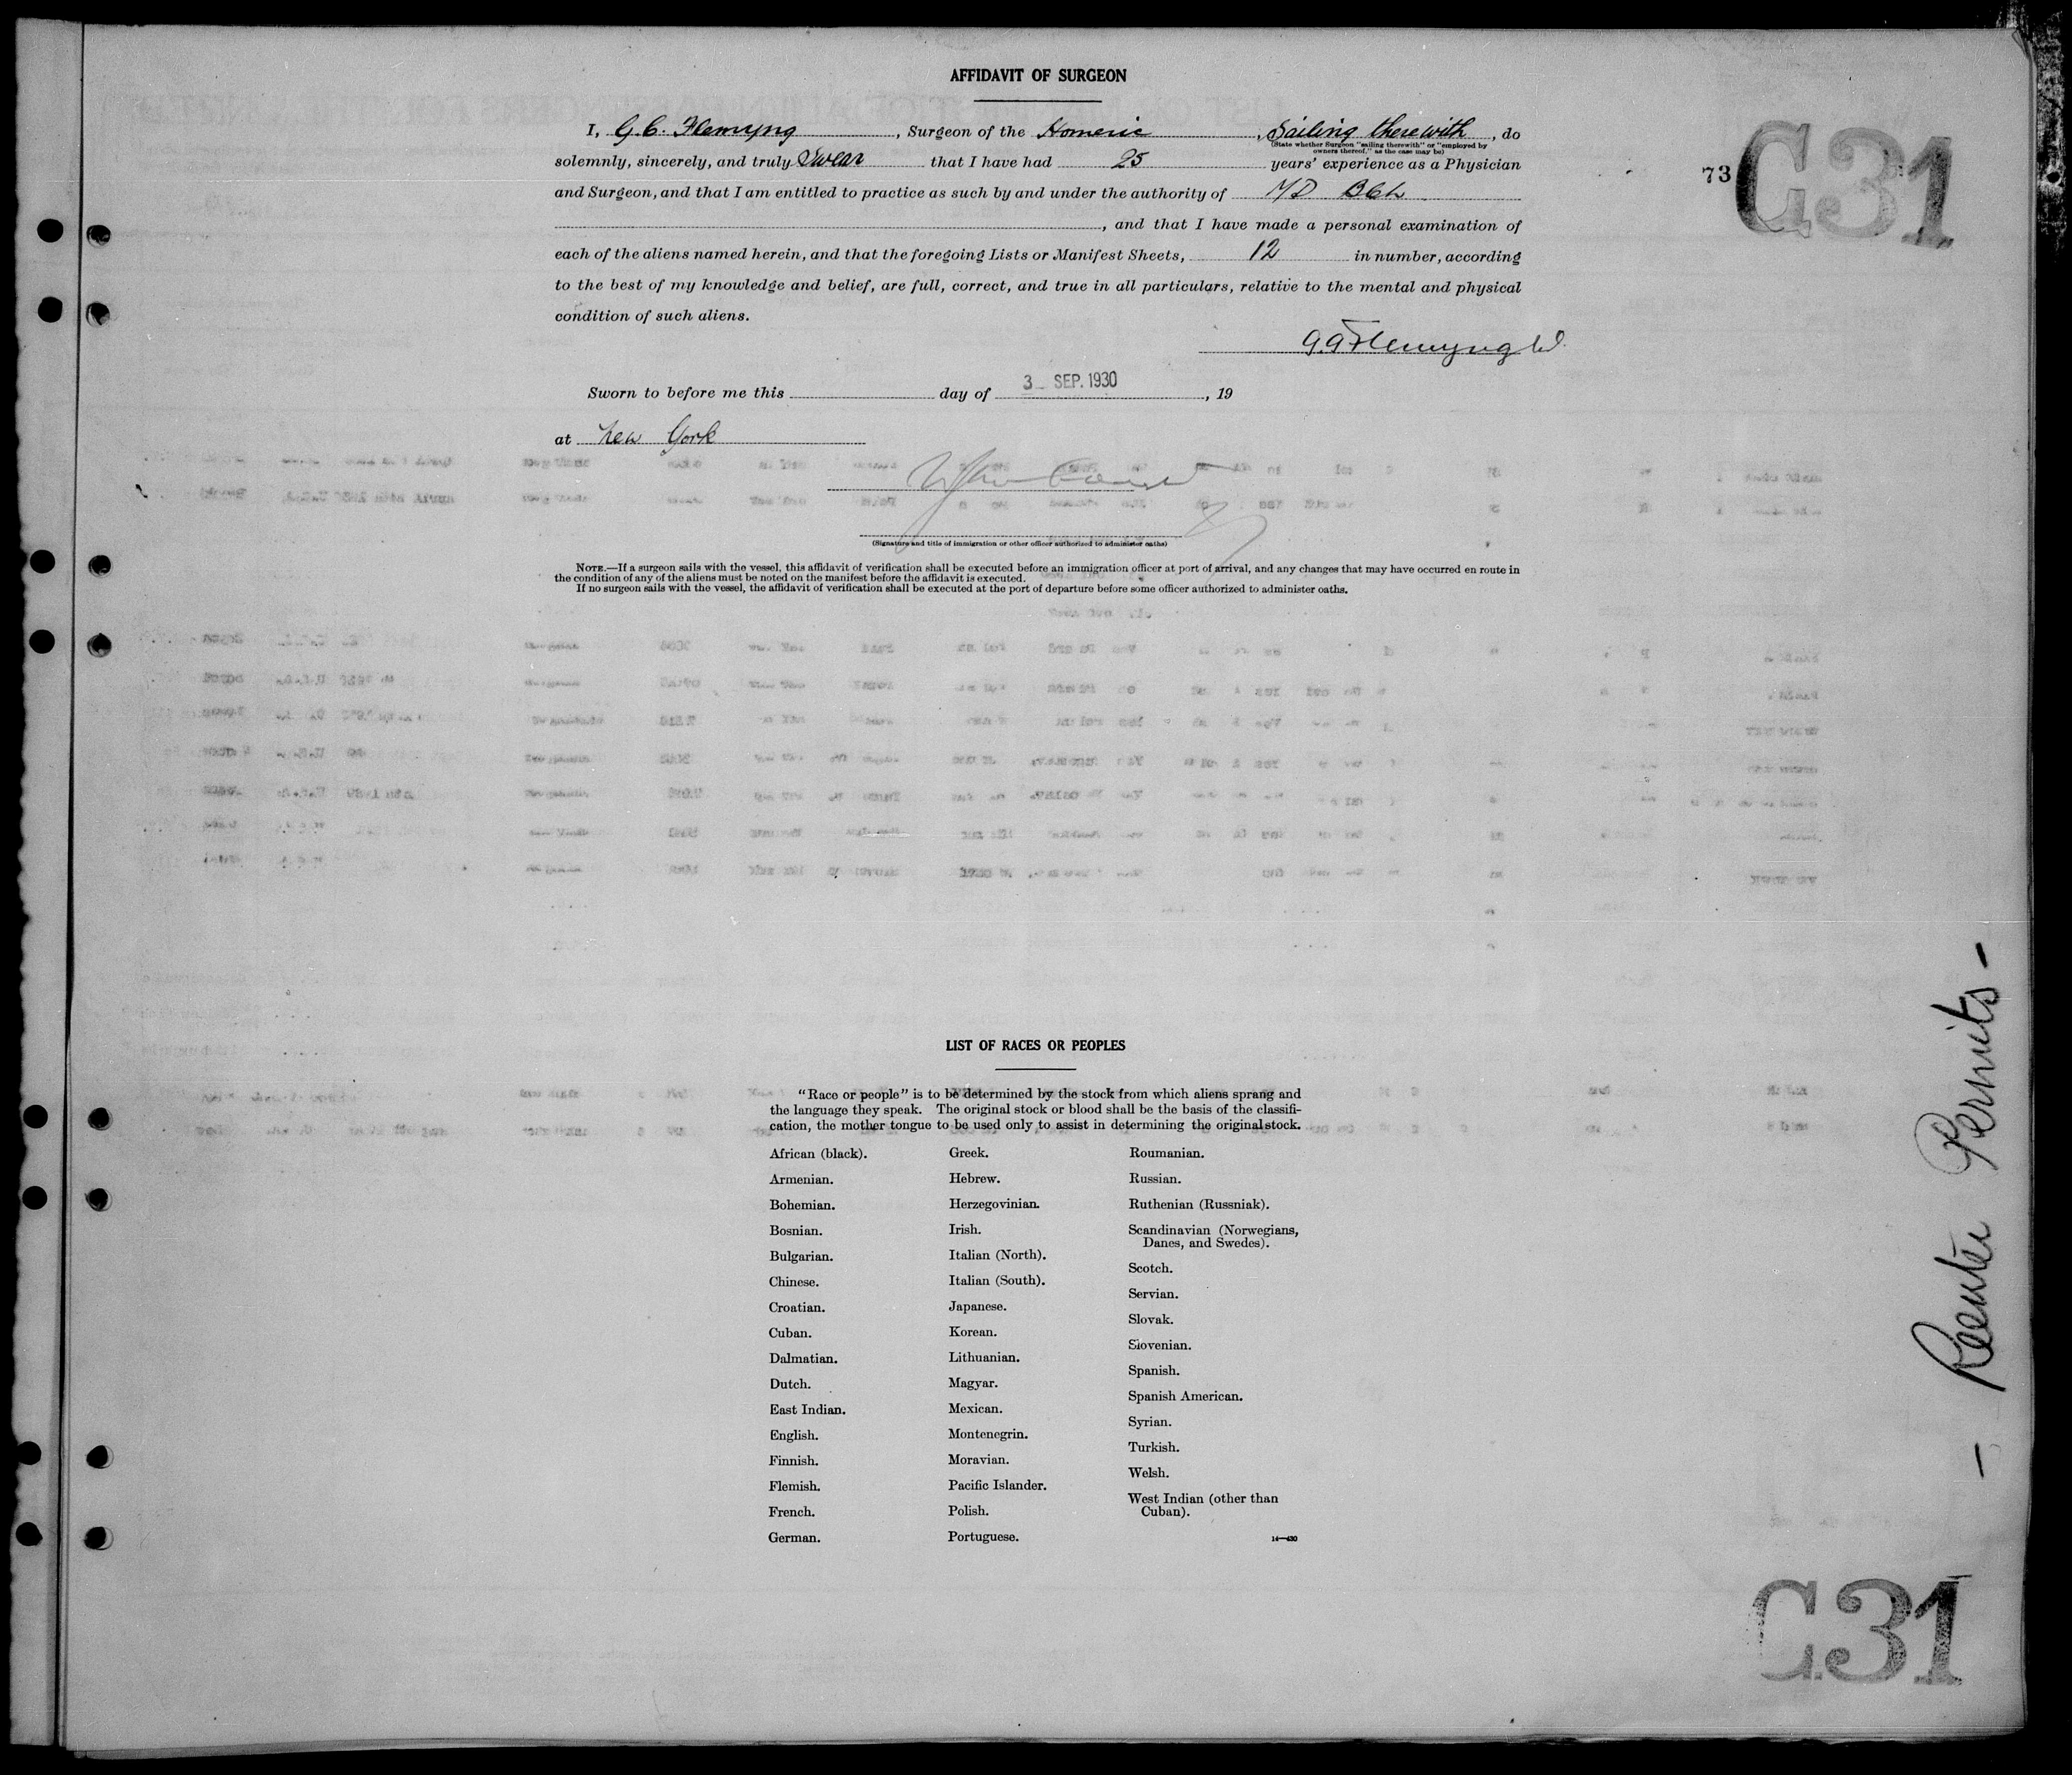 AFFIDAVIT OF SURGEON
I, G.C. Flemyng, Surgeon of the Homeric, Sailing therewith, do
(State whether Surgeon "sailing therewith" or "employed by
owners thereof," as the case may be)
solemnly, sincerely, and truly Swear that I have had 25 years' experience as a Physician
73
G31
and Surgeon, and that I am entitled to practice as such by and under the authority of MD BCh
, and that I have made a personal examination of
each of the aliens named herein, and that the foregoing Lists or Manifest Sheets, 12 in number, according
to the best of my knowledge and belief, are full, correct, and true in all particulars, relative to the mental and physical
condition of such aliens.
Flemyng
Sworn to before me this day of 3 SEP. 1930, 19
at New York
(Signature and title of immigration or other officer authorized to administer oaths)
NOTE.—If a surgeon sails with the vessel, this affidavit of verification shall be executed before an immigration officer at port of arrival, and any changes that may have occurred en route in
the condition of any of the aliens must be noted on the manifest before the affidavit is executed.
If no surgeon sails with the vessel, the affidavit of verification shall be executed at the port of departure before some officer authorized to administer oaths.
LIST OF RACES OR PEOPLES
"Race or people" is to be determined by the stock from which aliens sprang and
the language they speak. The original stock or blood shall be the basis of the classifi-
cation, the mother tongue to be used only to assist in determining the original stock.
African (black).
Armenian.
Bohemian.
Bosnian.
Bulgarian.
Chinese.
Croatian.
Cuban.
Dalmatian.
Dutch.
East Indian.
English.
Finnish.
Flemish.
French.
German.
Greek.
Hebrew.
Herzegovinian.
Irish.
Italian (North).
Italian (South).
Japanese.
Korean.
Lithuanian.
Magyar.
Mexican.
Montenegrin.
Moravian.
Pacific Islander.
Polish.
Portuguese.
Roumanian.
Russian.
Ruthenian (Russniak).
Scandinavian (Norwegians,
Danes, and Swedes).
Scotch.
Servian.
Slovak.
Slovenian.
Spanish.
Spanish American.
Syrian.
Turkish.
Welsh.
West Indian (other than
Cuban).
14—430
- Reenter Permits -
G.31